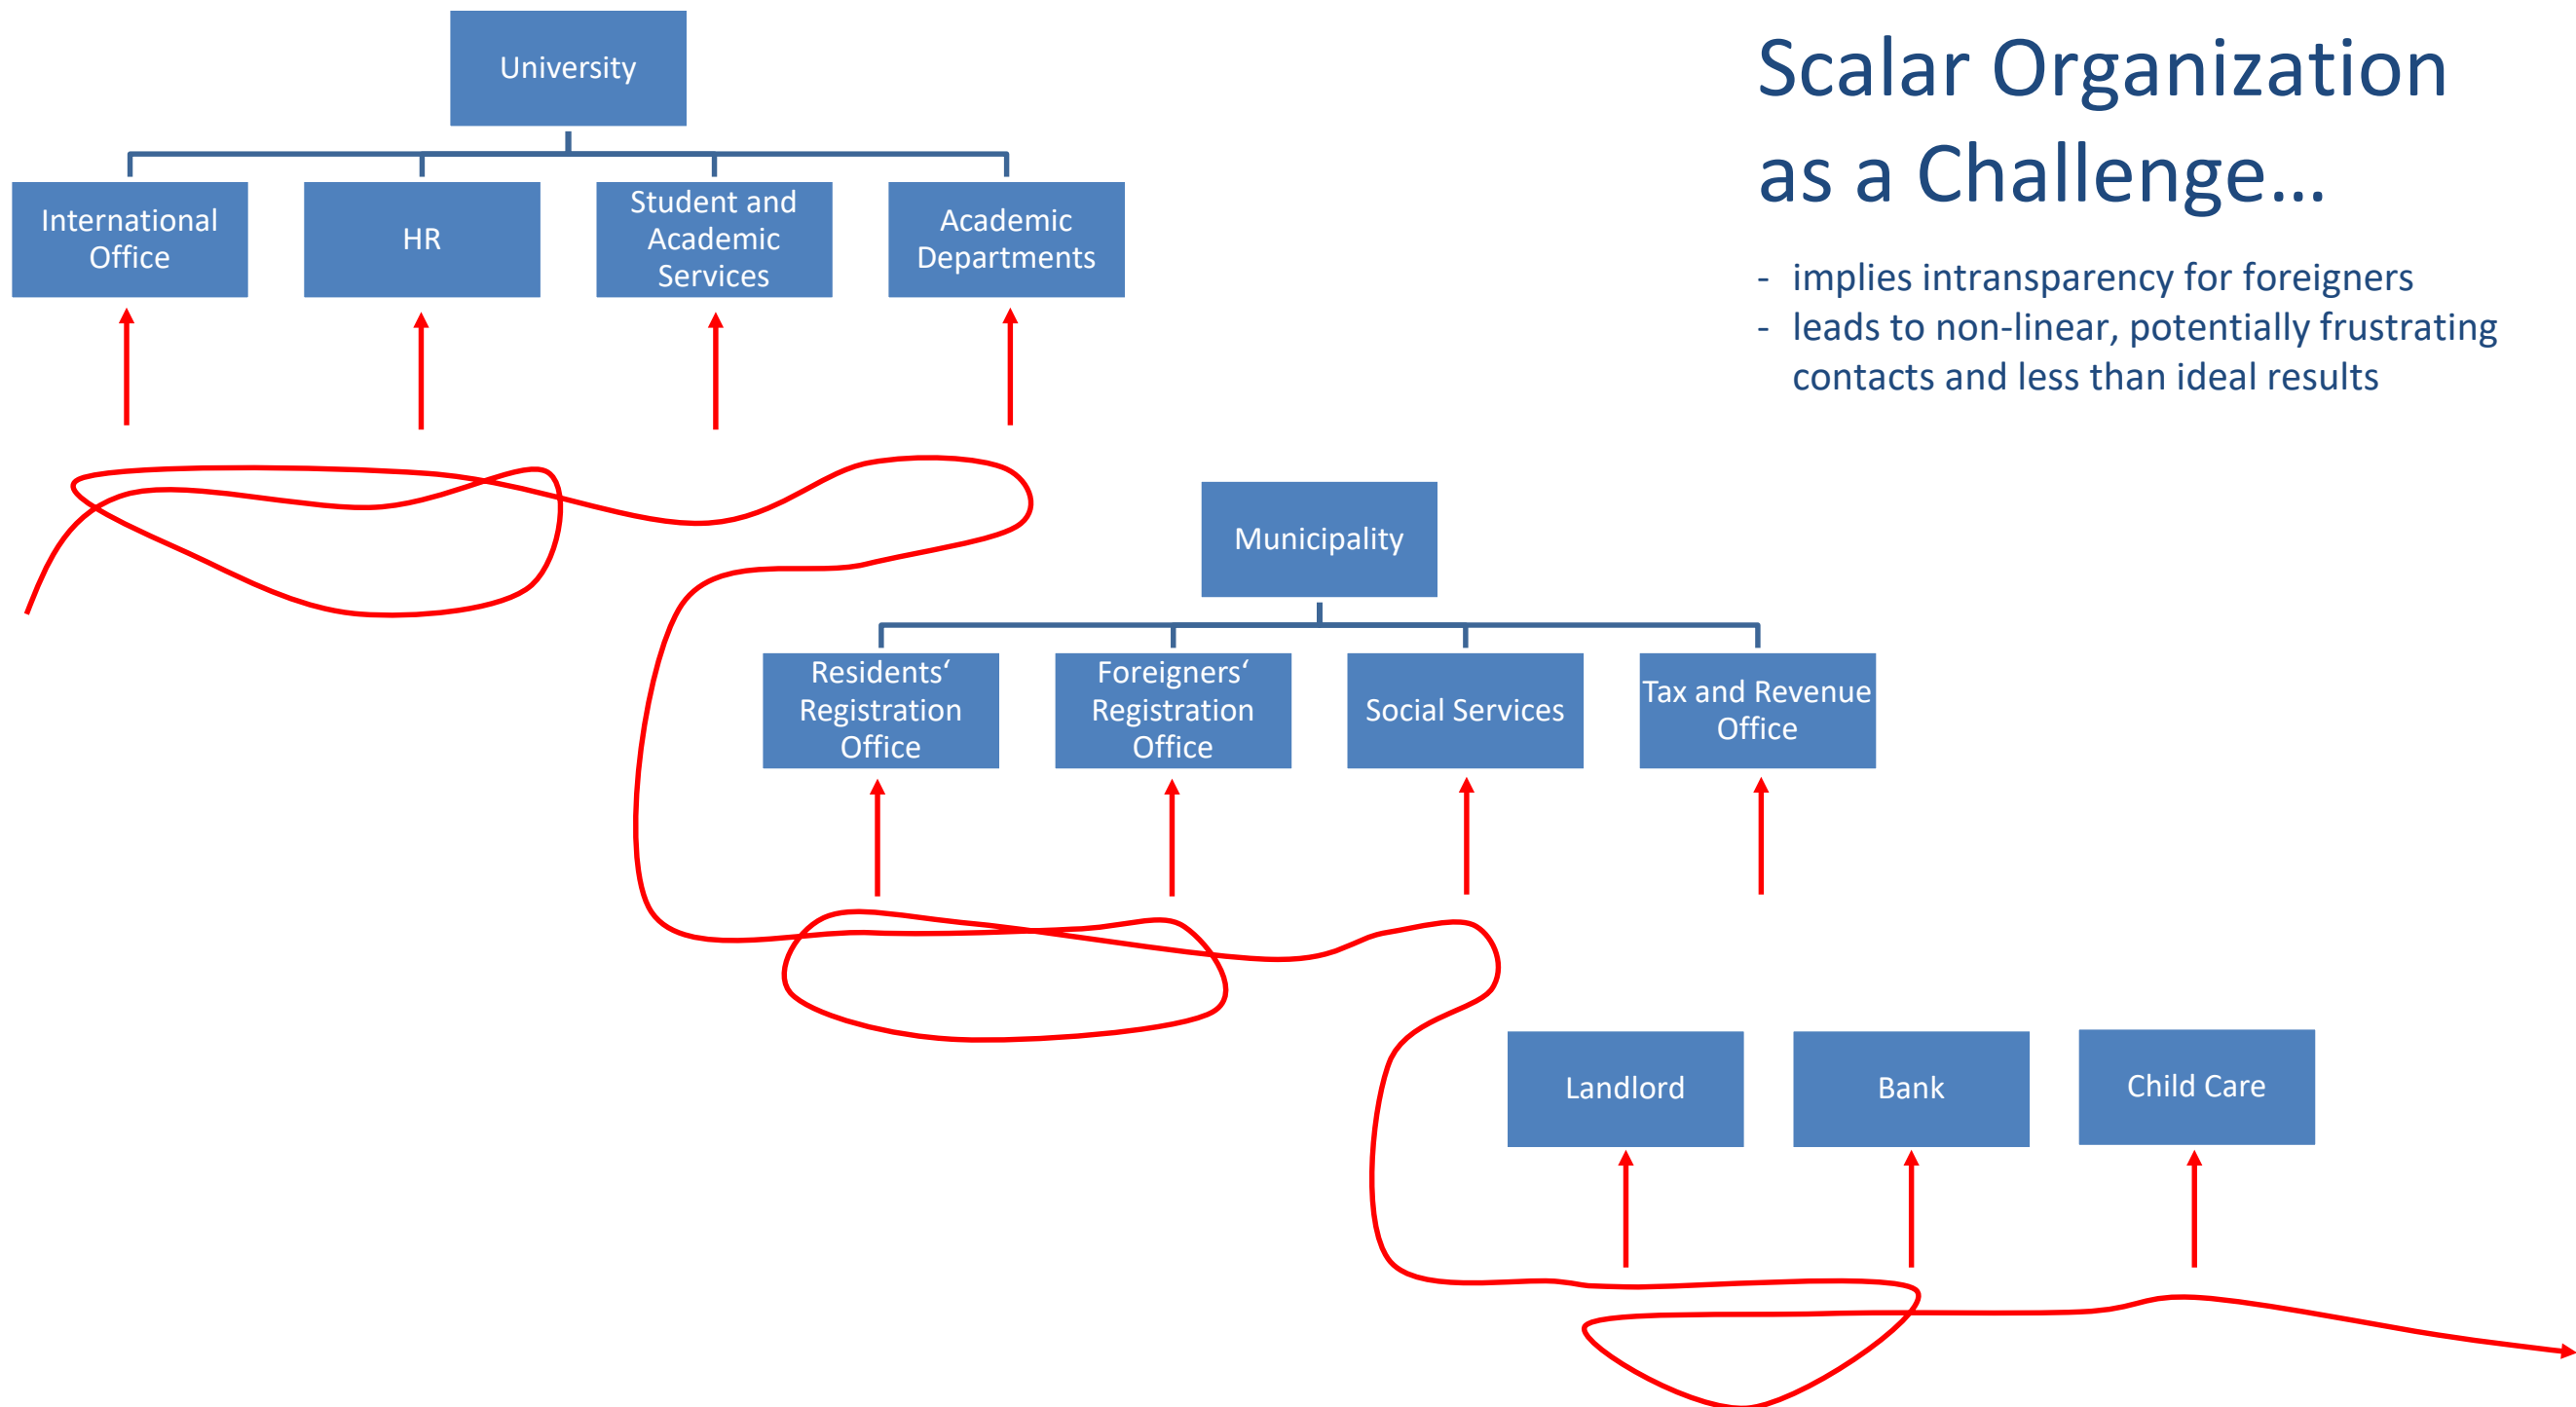 University
International
Office
HR
Student and
Academic
Services
Academic
Departments
Scalar Organization
as a Challenge…
- implies intransparency for foreigners
- leads to non-linear, potentially frustrating
contacts and less than ideal results
Municipality
Residents‘
Registration
Office
Foreigners‘
Registration
Office
Social Services
Tax and Revenue
Office
Landlord
Bank
Child Care